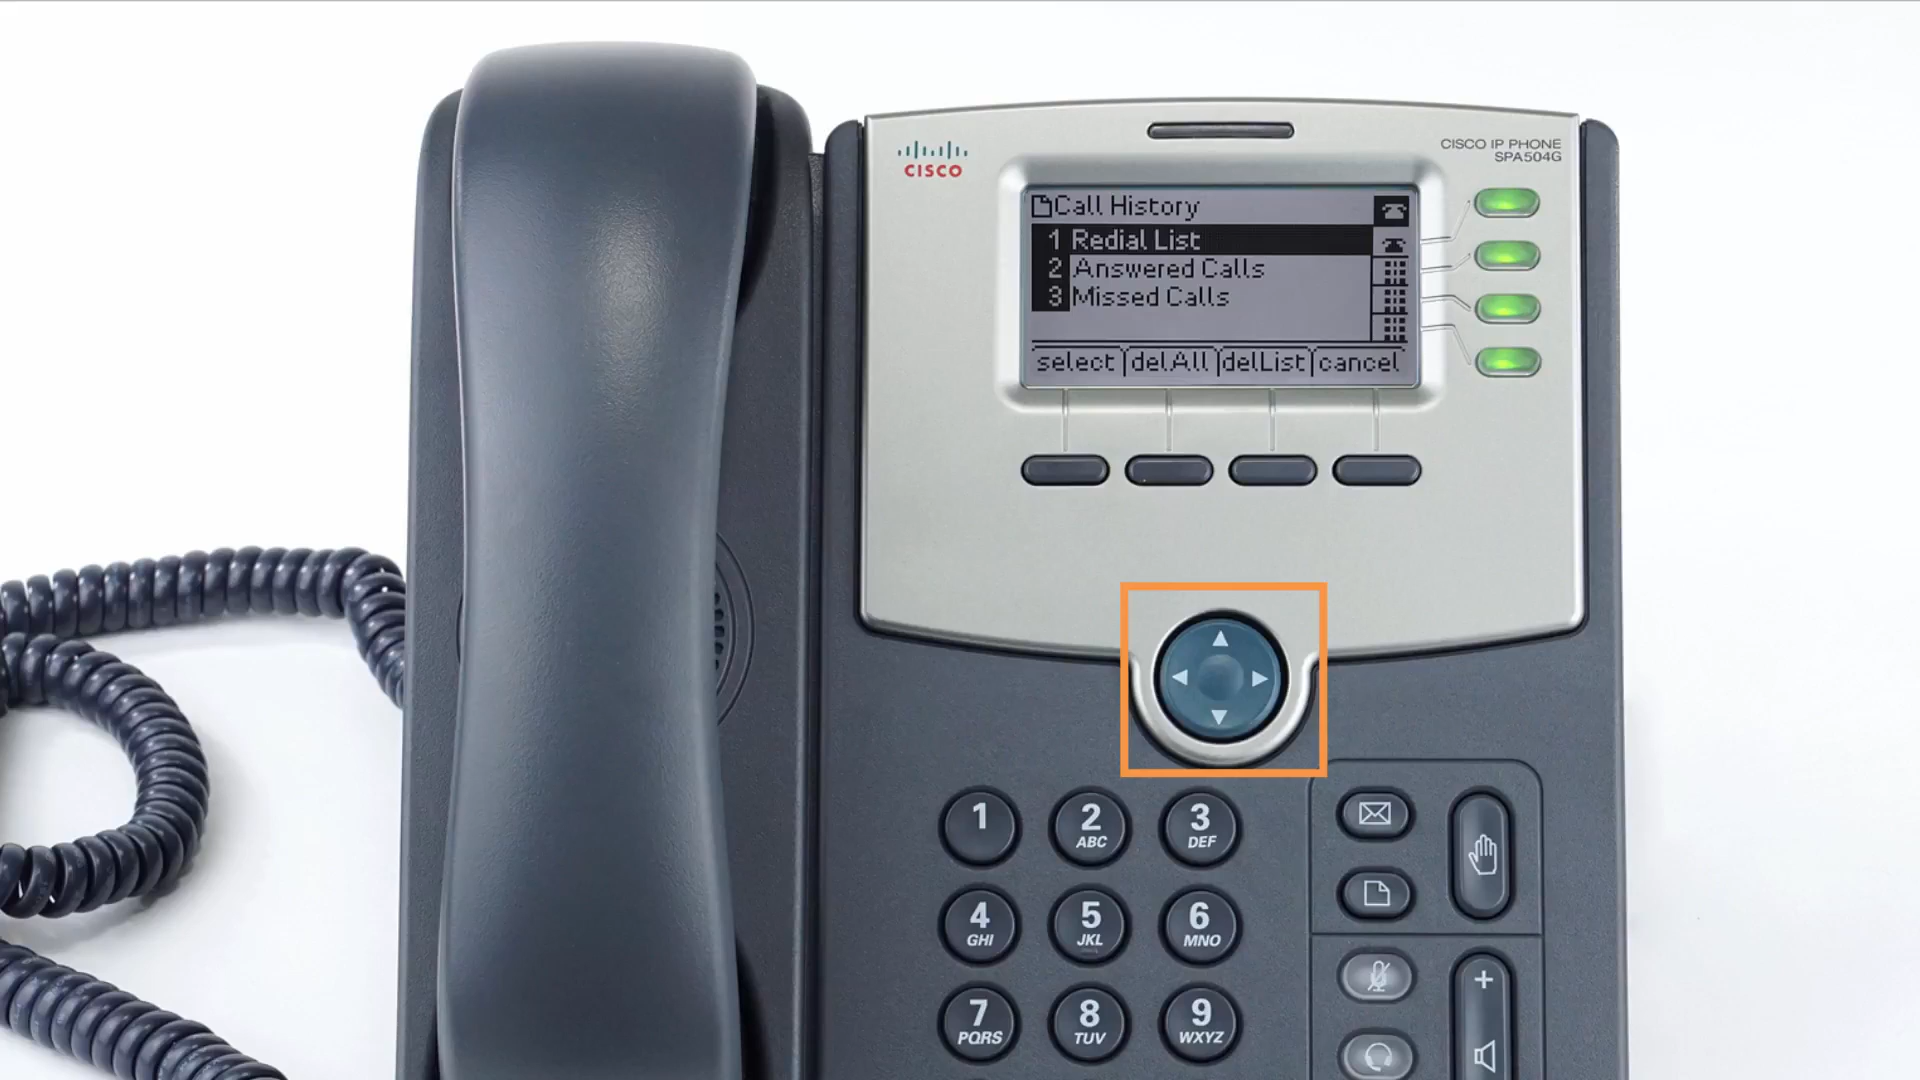 CISCO
CISCO IP PHONE
SPA504G
Call History
1 Redial List
2 Answered Calls
3 Missed Calls
select delAll delList cancel
1
2
ABC
3
DEF
4
GHI
5
JKL
6
MNO
7
PQRS
8
TUV
9
WXYZ
+